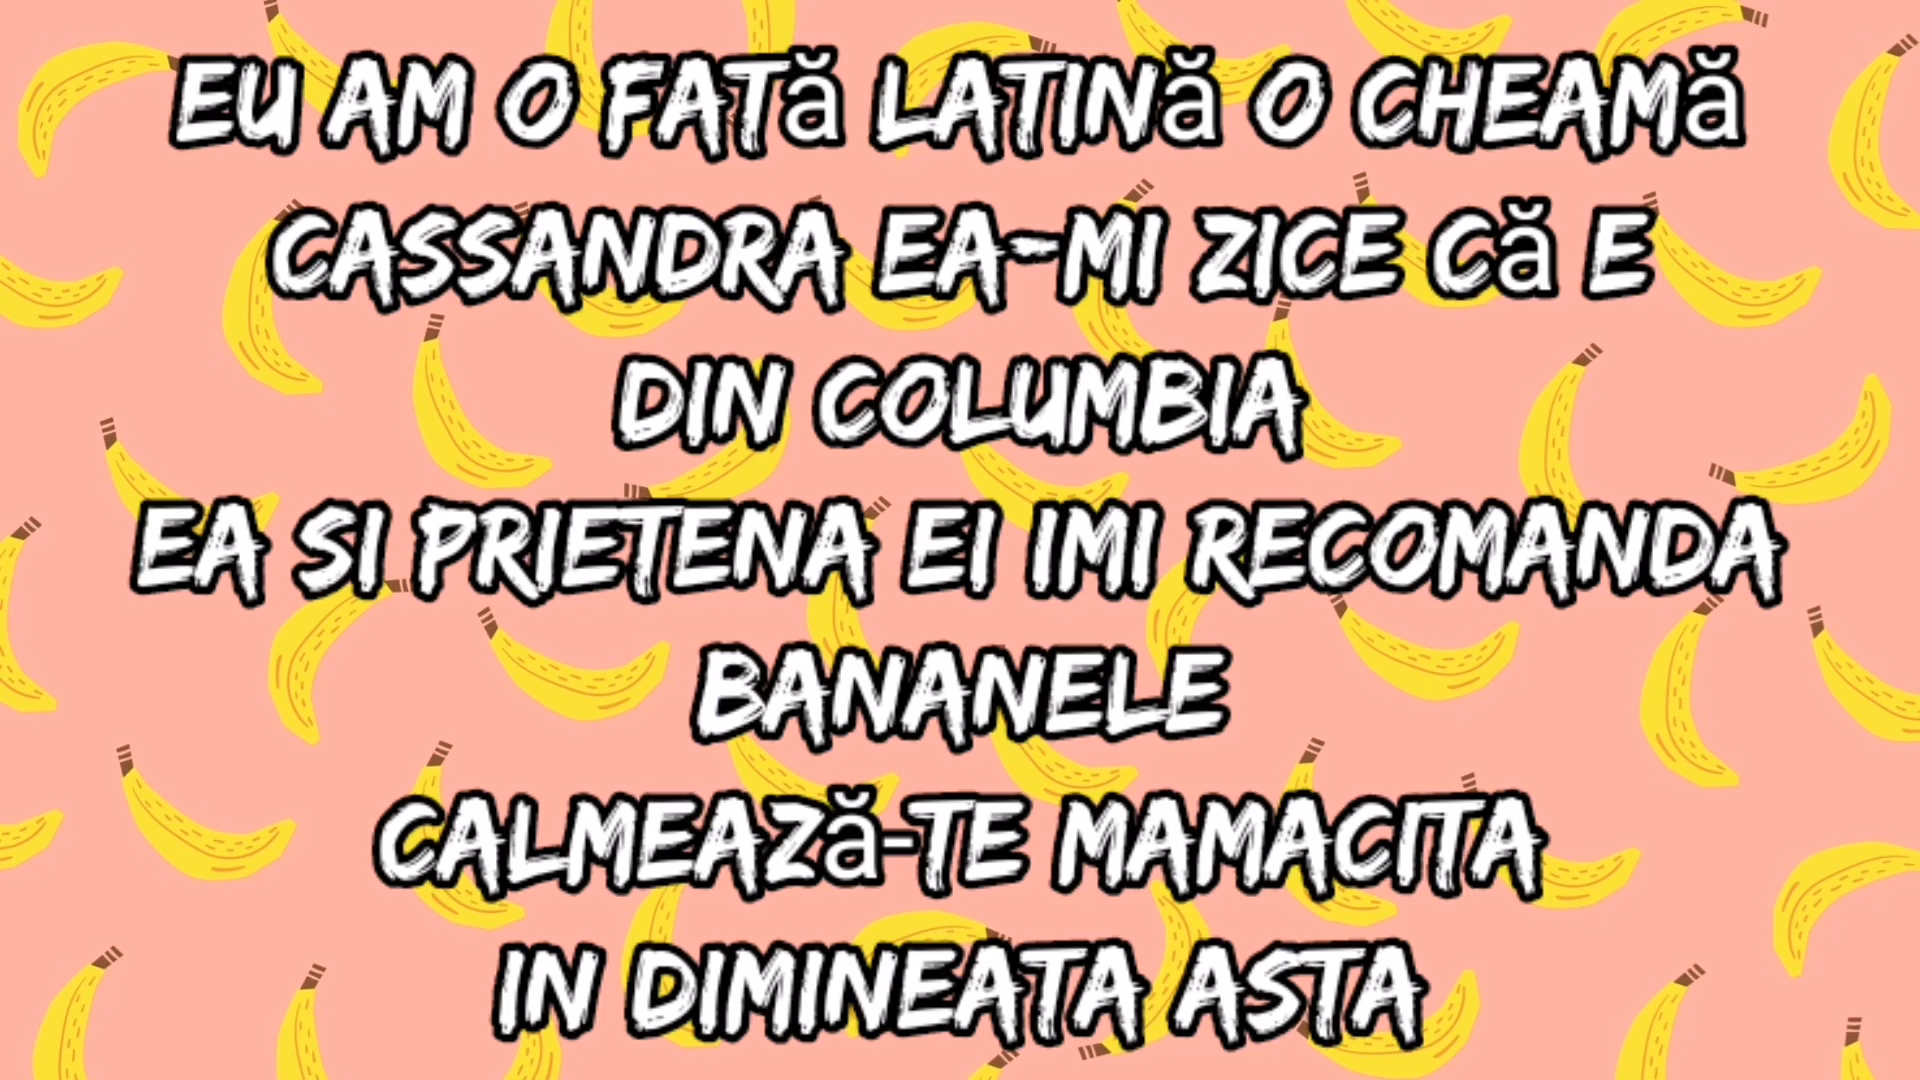 EU AM O FATă LATINă O CHEAMă
CASSANDRA EA-MI ZICE Că E
DIN COLUMBIA
EA SI PRIETENA EI IMI RECOMANDA
BANANELE
CALMEAZă-TE MAMACITA
IN DIMINEATA ASTA